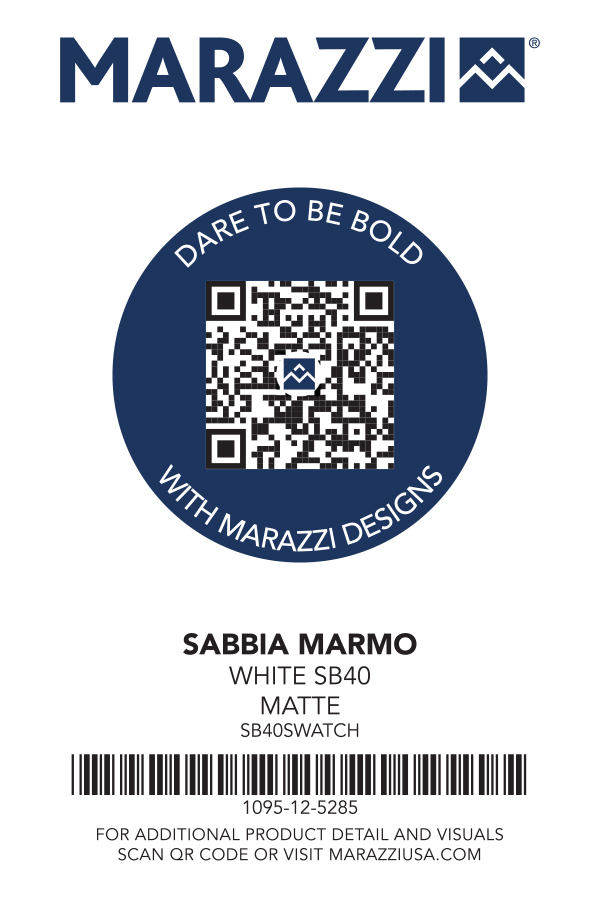 MARAZZI®
DARE TO BE BOLD
WITH MARAZZI DESIGNS
SABBIA MARMO
WHITE SB40
MATTE
SB40SWATCH
1095-12-5285
FOR ADDITIONAL PRODUCT DETAIL AND VISUALS
SCAN QR CODE OR VISIT MARAZZIUSA.COM